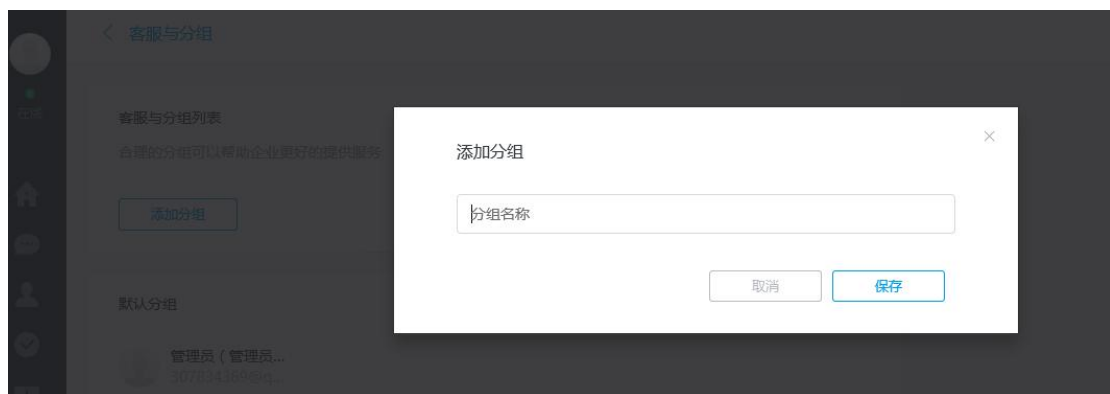 客服与分组
在线
客服与分组列表
合理的分组可以帮助企业更好的提供服务
添加分组
默认分组
管理员（管理员...
添加分组
分组名称
取消
保存